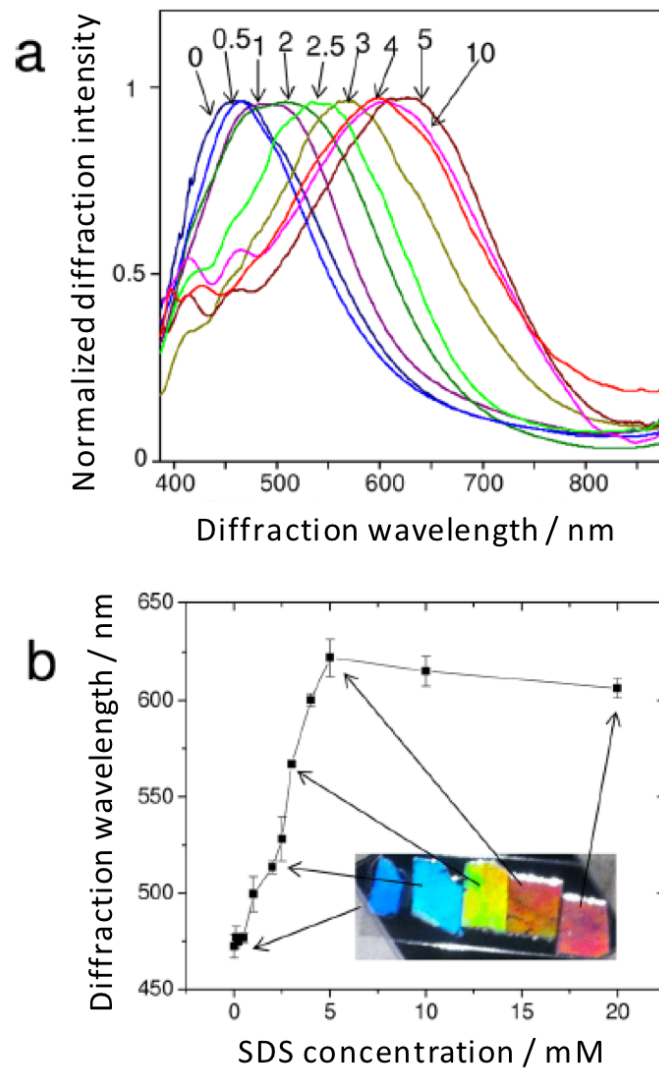 a
0 0.5 1 2 2.5 3 4 5 10
Normalized diffraction intensity
1
0.5
0
400 500 600 700 800
Diffraction wavelength / nm
b
Diffraction wavelength / nm
650
600
550
500
450
0 5 10 15 20
SDS concentration / mM